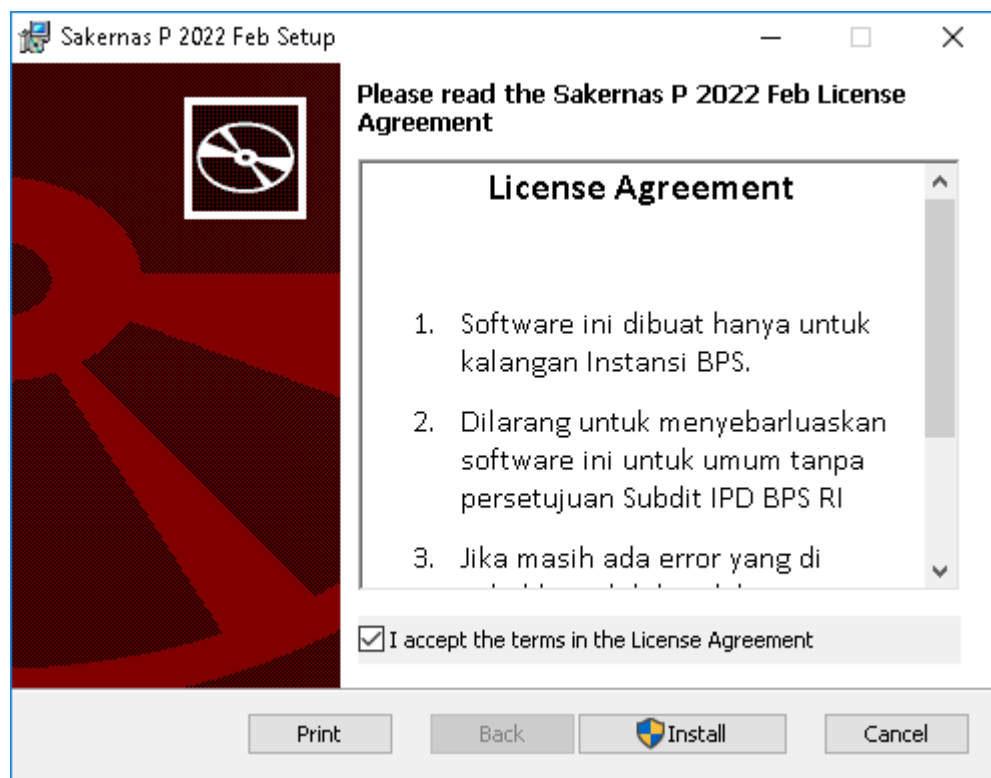 Sakernas P 2022 Feb Setup
Please read the Sakernas P 2022 Feb License
Agreement
License Agreement
1. Software ini dibuat hanya untuk
kalangan Instansi BPS.
2. Dilarang untuk menyebarluaskan
software ini untuk umum tanpa
persetujuan Subdit IPD BPS RI
3. Jika masih ada error yang di
I accept the terms in the License Agreement
Print
Back
Install
Cancel